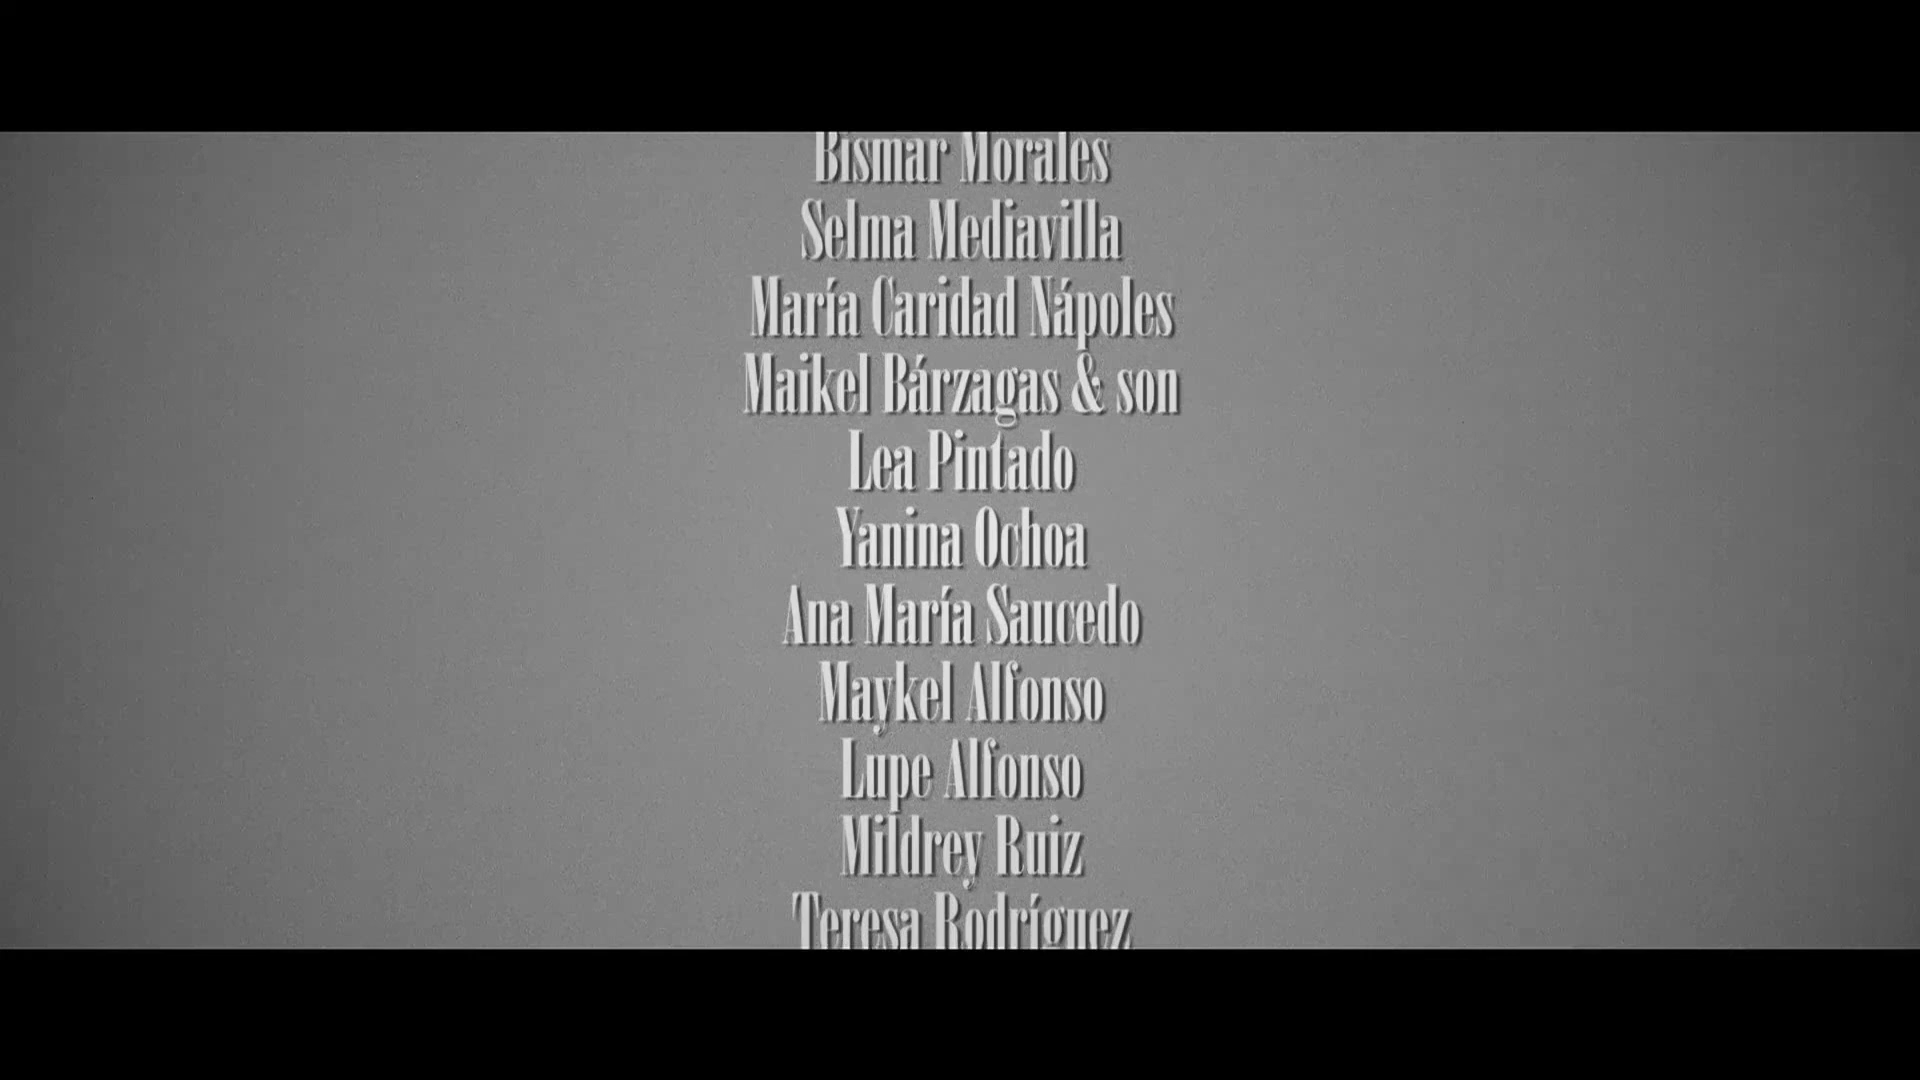 Bismar Morales
Selma Mediavilla
María Caridad Nápoles
Maikel Bárzagas & son
Lea Pintado
Yanina Ochoa
Ana María Saucedo
Maykel Alfonso
Lupe Alfonso
Mildrey Ruiz
Teresa Rodríguez